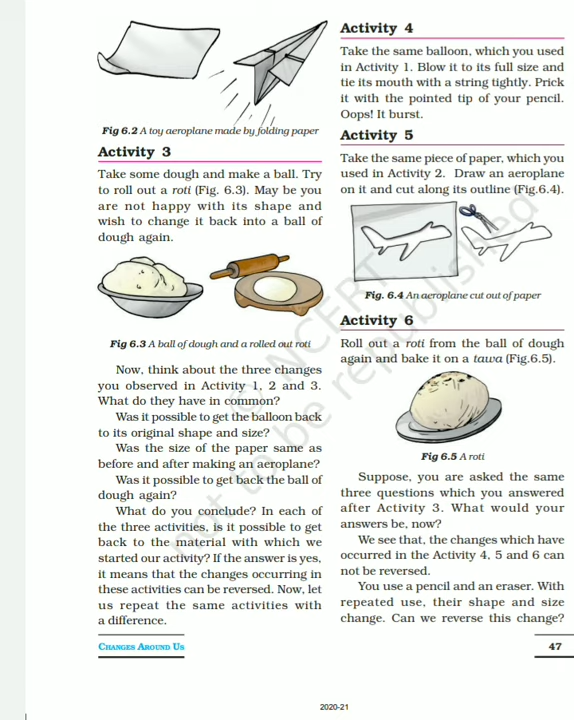 Fig 6.2 A toy aeroplane made by folding paper
Activity 3
Take some dough and make a ball. Try
to roll out a roti (Fig. 6.3). May be you
are not happy with its shape and
wish to change it back into a ball of
dough again.
Fig 6.3 A ball of dough and a rolled out roti
Now, think about the three changes
you observed in Activity 1, 2 and 3.
What do they have in common?
Was it possible to get the balloon back
to its original shape and size?
Was the size of the paper same as
before and after making an aeroplane?
Was it possible to get back the ball of
dough again?
What do you conclude? In each of
the three activities, is it possible to get
back to the material with which we
started our activity? If the answer is yes,
it means that the changes occurring in
these activities can be reversed. Now, let
us repeat the same activities with
a difference.
Activity 4
Take the same balloon, which you used
in Activity 1. Blow it to its full size and
tie its mouth with a string tightly. Prick
it with the pointed tip of your pencil.
Oops! It burst.
Activity 5
Take the same piece of paper, which you
used in Activity 2. Draw an aeroplane
on it and cut along its outline (Fig.6.4).
Fig. 6.4 An aeroplane cut out of paper
Activity 6
Roll out a roti from the ball of dough
again and bake it on a tawa (Fig.6.5).
Fig 6.5 A roti
Suppose, you are asked the same
three questions which you answered
after Activity 3. What would your
answers be, now?
We see that, the changes which have
occurred in the Activity 4, 5 and 6 can
not be reversed.
You use a pencil and an eraser. With
repeated use, their shape and size
change. Can we reverse this change?
CHANGES AROUND US
47
2020-21
© NCERT
not to be republished